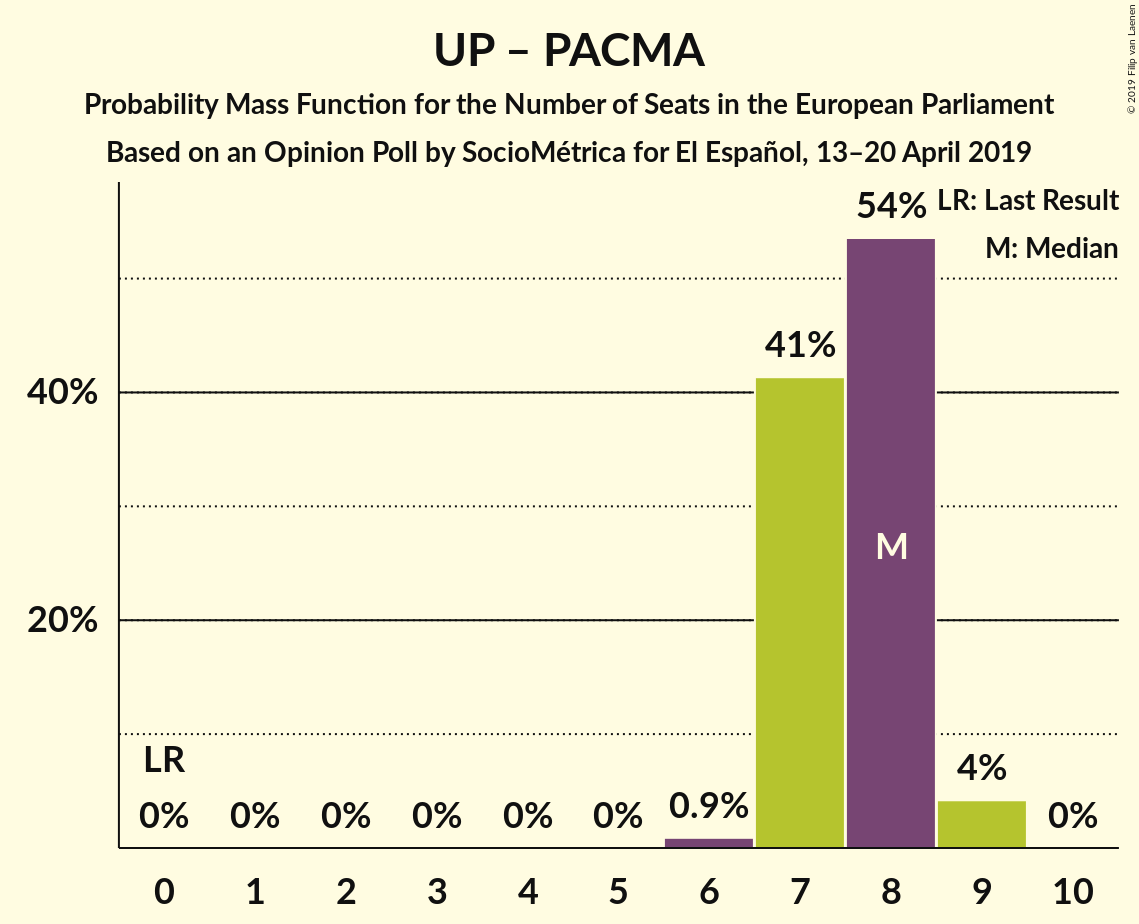 UP – PACMA
Probability Mass Function for the Number of Seats in the European Parliament
Based on an Opinion Poll by SocioMétrica for El Español, 13–20 April 2019
© 2019 Filip van Laenen
LR: Last Result
M: Median
54%
41%
40%
M
20%
LR
4%
0.9%
0% 0% 0% 0% 0% 0% 0%
0 1 2 3 4 5 6 7 8 9 10